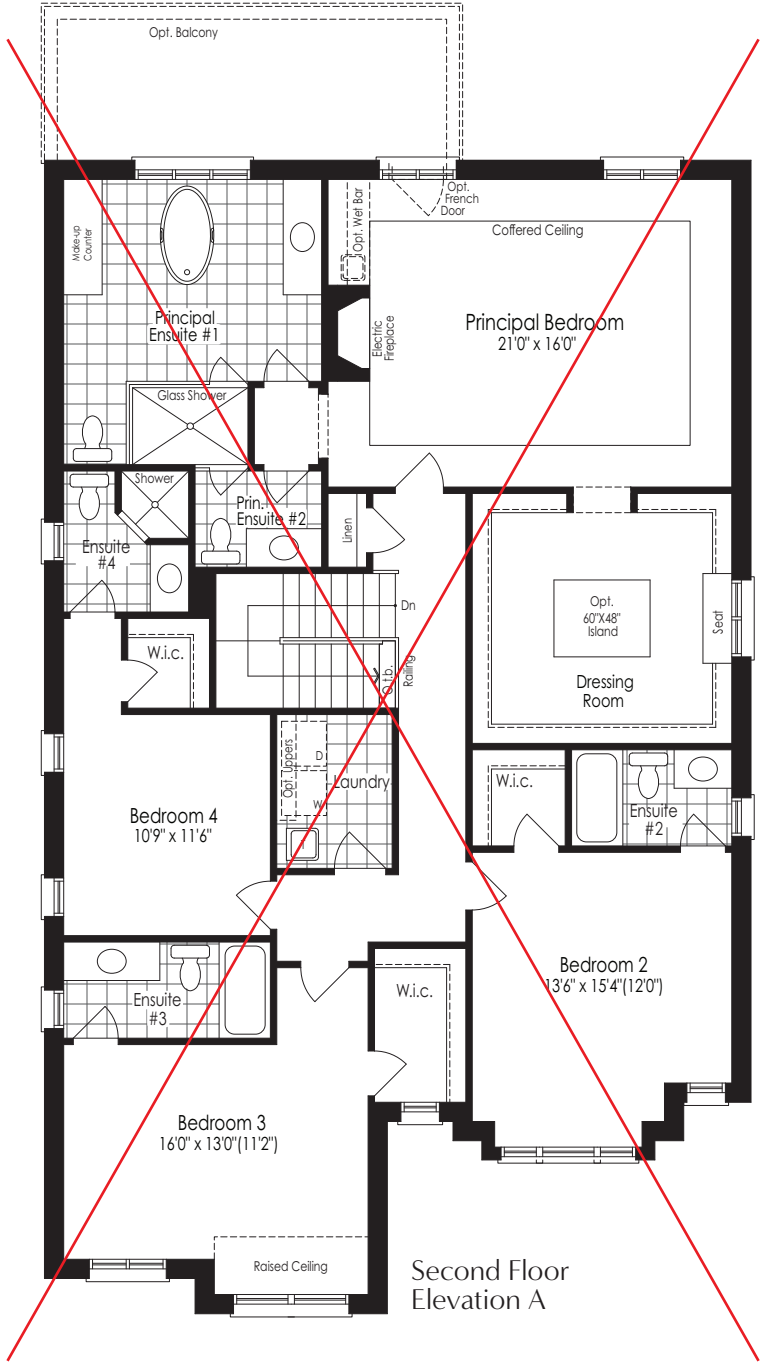 Opt. Balcony
Make-up
Counter
Opt. Wet Bar
Opt.
French
Door
Coffered Ceiling
Principal
Ensuite #1
Electric
Fireplace
Principal Bedroom
21'0" x 16'0"
Glass Shower
Shower
Prin.
Ensuite #2
Linen
Ensuite
#4
Dn
Opt.
60"X48"
Island
Seat
W.i.c.
O.t.b.
Railing
Dressing
Room
Opt. Uppers
D
Laundry
W
W.i.c.
Ensuite
#2
Bedroom 4
10'9" x 11'6"
Bedroom 2
13'6" x 15'4"(12'0")
W.i.c.
Ensuite
#3
Bedroom 3
16'0" x 13'0"(11'2")
Raised Ceiling
Second Floor
Elevation A